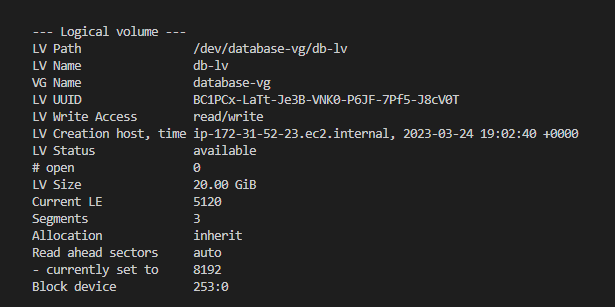 --- Logical volume ---
LV Path                /dev/database-vg/db-lv
LV Name                db-lv
VG Name                database-vg
LV UUID                BC1PCx-LaTt-Je3B-VNK0-P6JF-7Pf5-J8cV0T
LV Write Access        read/write
LV Creation host, time ip-172-31-52-23.ec2.internal, 2023-03-24 19:02:40 +0000
LV Status              available
# open                 0
LV Size                20.00 GiB
Current LE             5120
Segments               3
Allocation             inherit
Read ahead sectors     auto
- currently set to     8192
Block device           253:0